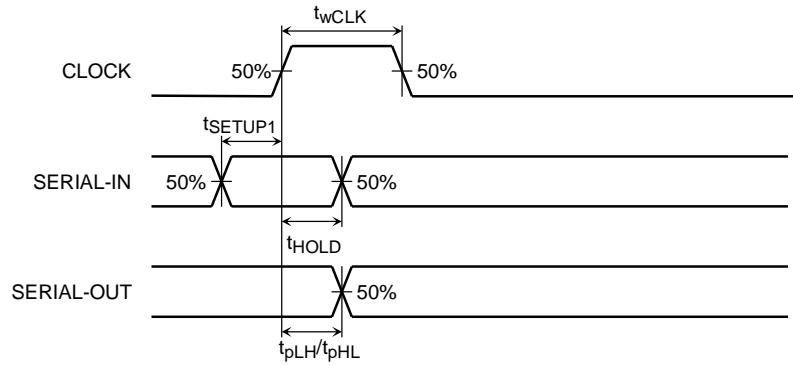 twCLK
CLOCK 50% 50%
tSETUP1
SERIAL-IN 50% 50%
tHOLD
SERIAL-OUT 50%
tpLH/tpHL